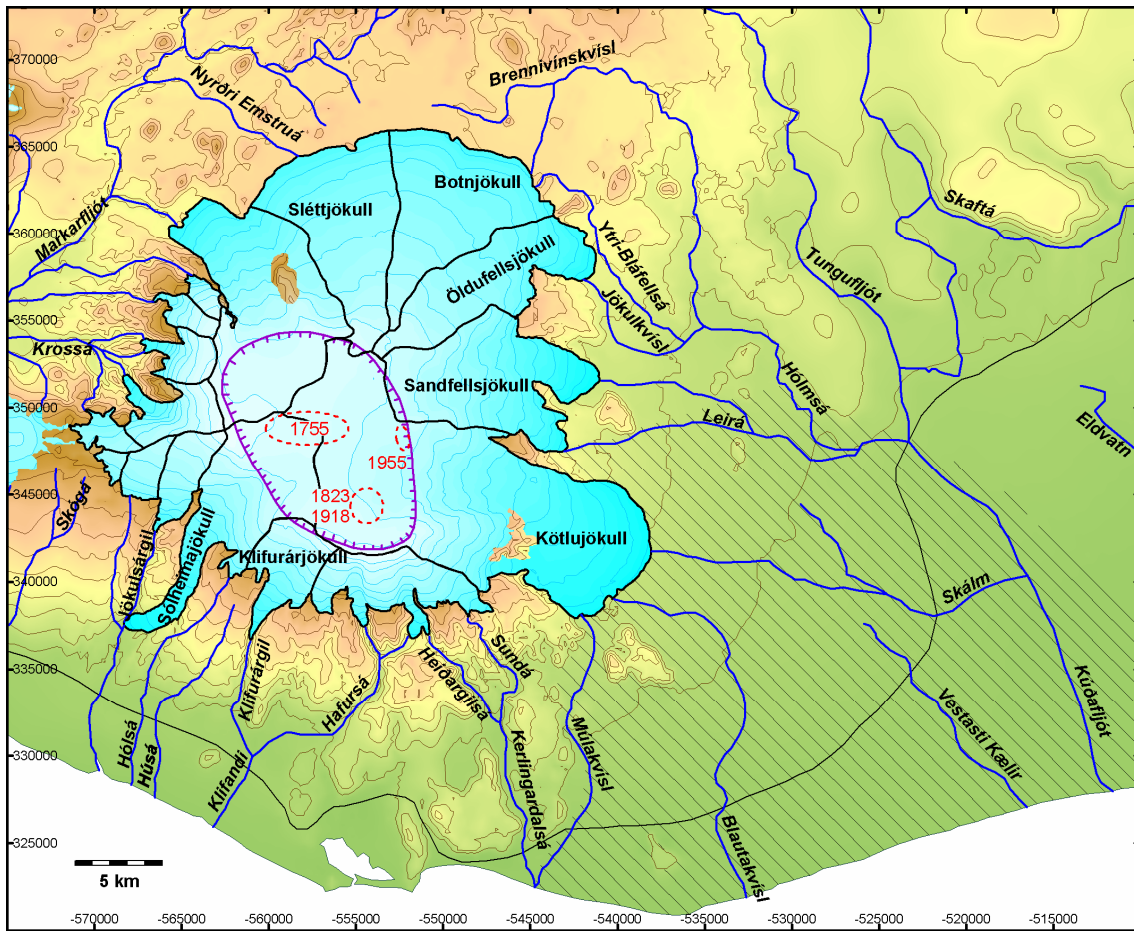 370000
365000
360000
355000
350000
345000
340000
335000
330000
325000
Nyrðri Emstruá
Brennivínskvísl
Botnjökull
Sléttjökull
Skaftá
Markarfljót
Öldufellsjökull
Ytri-Bláfellsá
Tungufljót
Jökulkvísl
Krossá
Sandfellsjökull
Hólmsá
Leirá
Eldvatn
1755
1955
1823
1918
Skóga
Jökulsárgil
Sólheimajökull
Klifurárjökull
Kötlujökull
Skálm
Klifurárgil
Hafursá
Heiðargilsá
Sundá
Múlakvísl
Kúðafljót
Vestasti Kælir
Hólsá
Húsá
Klifandi
Kerlingardalsá
Blautakvísl
5 km
-570000
-565000
-560000
-555000
-550000
-545000
-540000
-535000
-530000
-525000
-520000
-515000